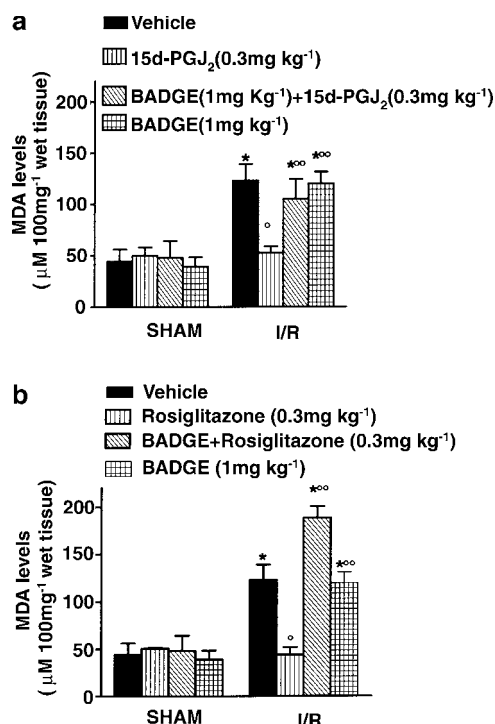 a
Vehicle
15d-PGJ₂(0.3mg kg⁻¹)
BADGE(1mg Kg⁻¹)+15d-PGJ₂(0.3mg kg⁻¹)
BADGE(1mg kg⁻¹)
MDA levels
( µM 100mg⁻¹ wet tissue)
200
150
100
50
0
*
°
*°°
*°°
SHAM
I/R
b
Vehicle
Rosiglitazone (0.3mg kg⁻¹)
BADGE+Rosiglitazone (0.3mg kg⁻¹)
BADGE (1mg kg⁻¹)
MDA levels
( µM 100mg⁻¹ wet tissue)
200
150
100
50
0
*
°
*°°
*°°
SHAM
I/R